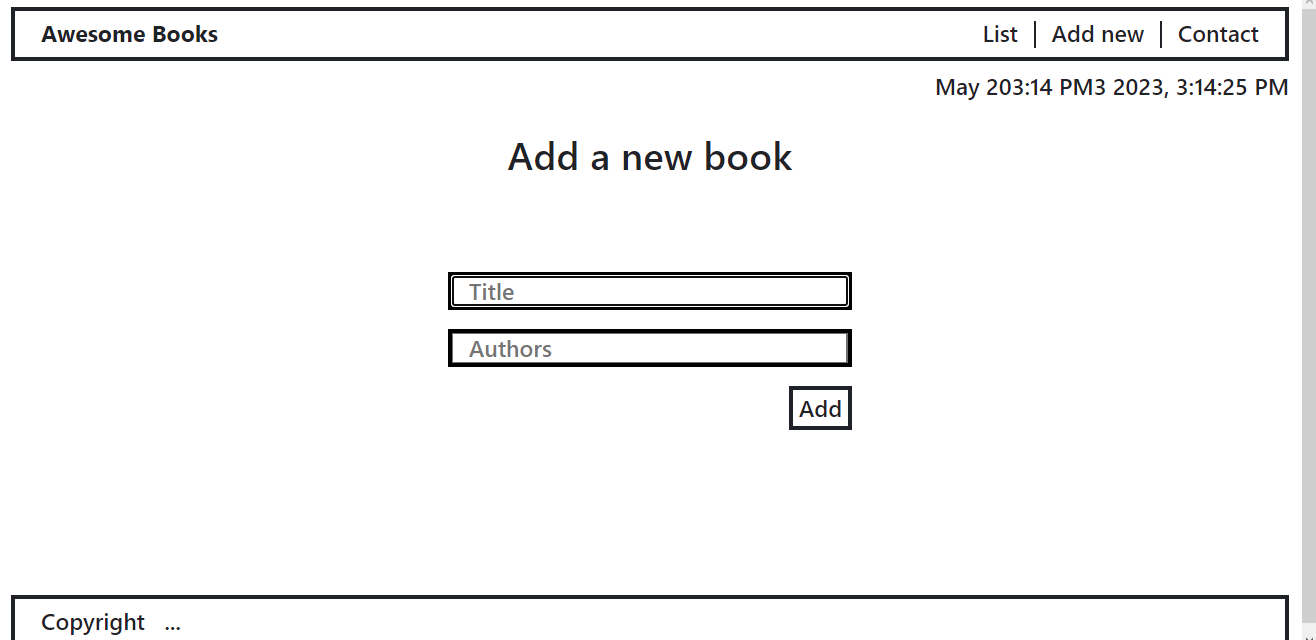 Awesome Books List Add new Contact
May 203:14 PM3 2023, 3:14:25 PM
Add a new book
Title
Authors
Add
Copyright ...